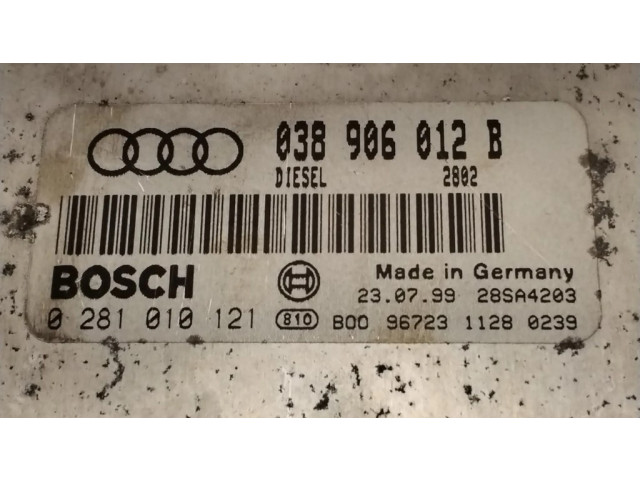 038 906 012 B
DIESEL 2802
BOSCH
Made in Germany
23.07.99 28SA4203
0 281 010 121 810 B00 96723 1128 0239